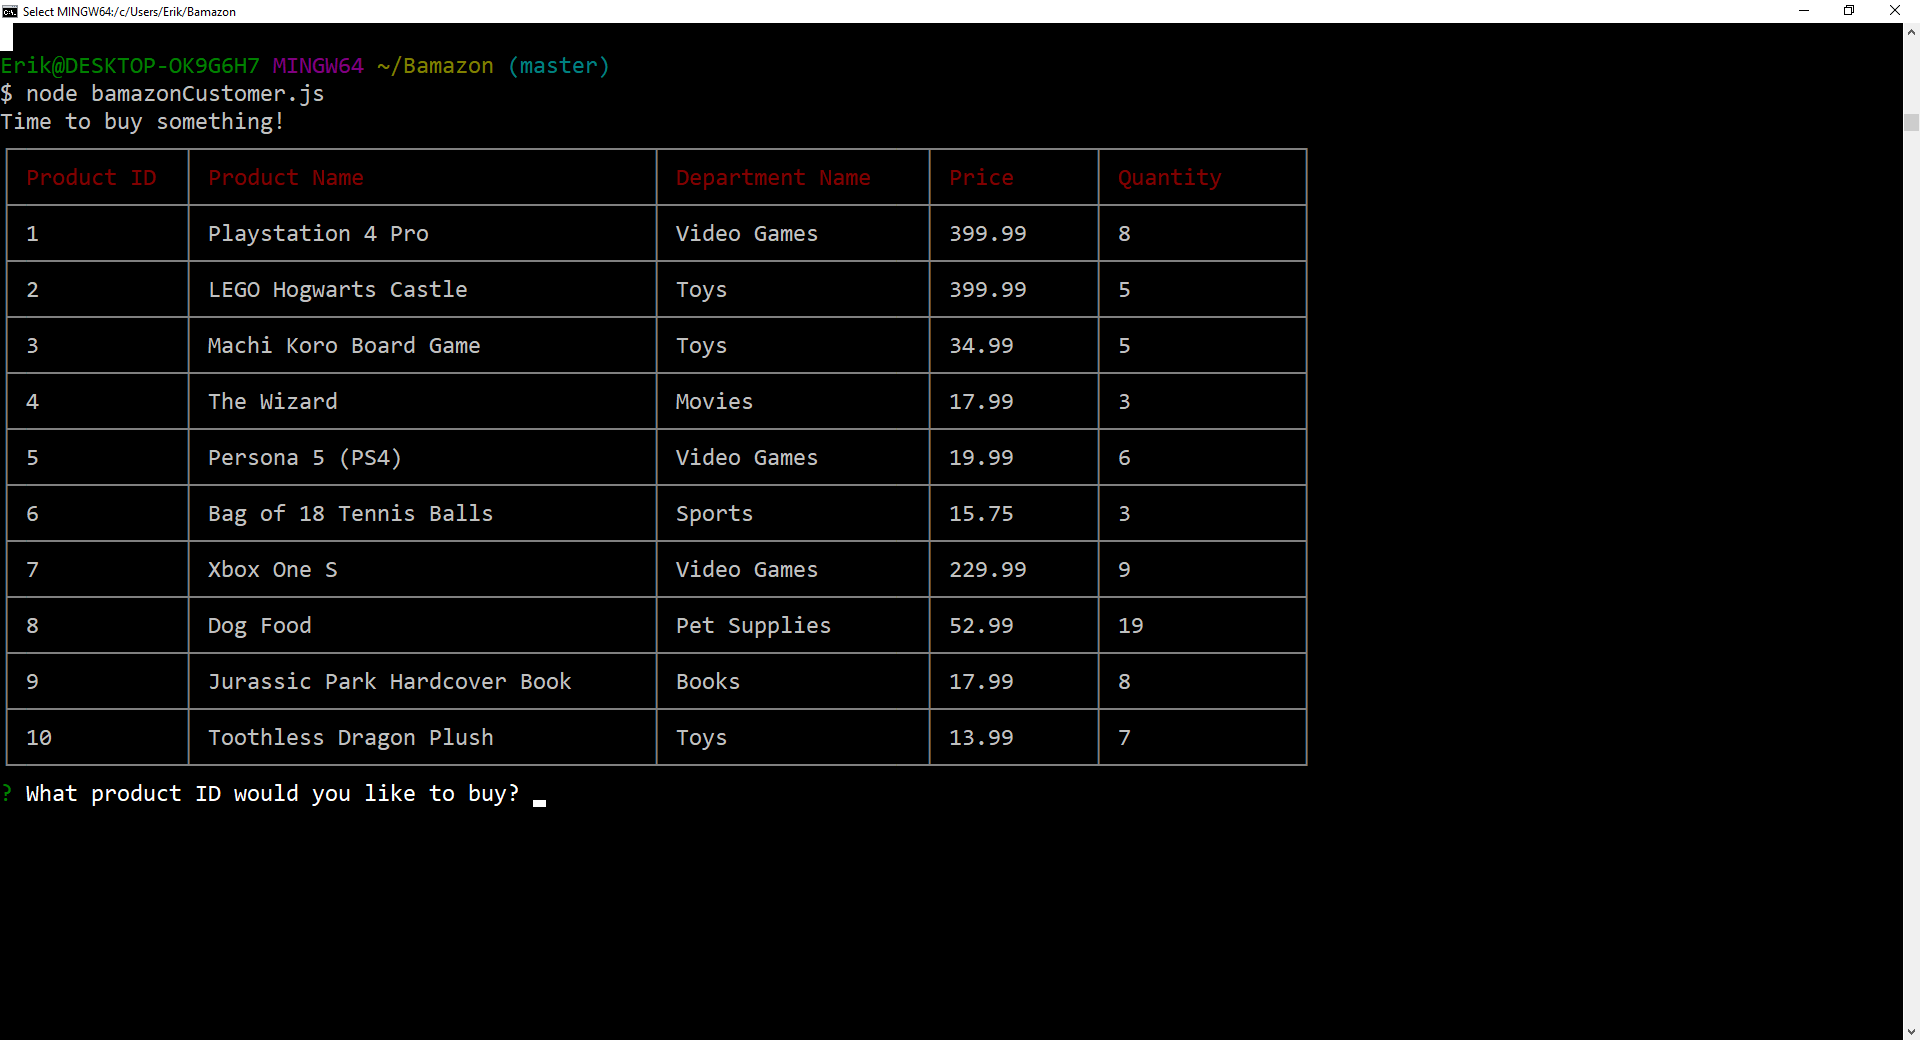 Select MINGW64:/c/Users/Erik/Bamazon
Erik@DESKTOP-OK9G6H7 MINGW64 ~/Bamazon (master)
$ node bamazonCustomer.js
Time to buy something!
Product ID Product Name Department Name Price Quantity
1 Playstation 4 Pro Video Games 399.99 8
2 LEGO Hogwarts Castle Toys 399.99 5
3 Machi Koro Board Game Toys 34.99 5
4 The Wizard Movies 17.99 3
5 Persona 5 (PS4) Video Games 19.99 6
6 Bag of 18 Tennis Balls Sports 15.75 3
7 Xbox One S Video Games 229.99 9
8 Dog Food Pet Supplies 52.99 19
9 Jurassic Park Hardcover Book Books 17.99 8
10 Toothless Dragon Plush Toys 13.99 7
? What product ID would you like to buy?